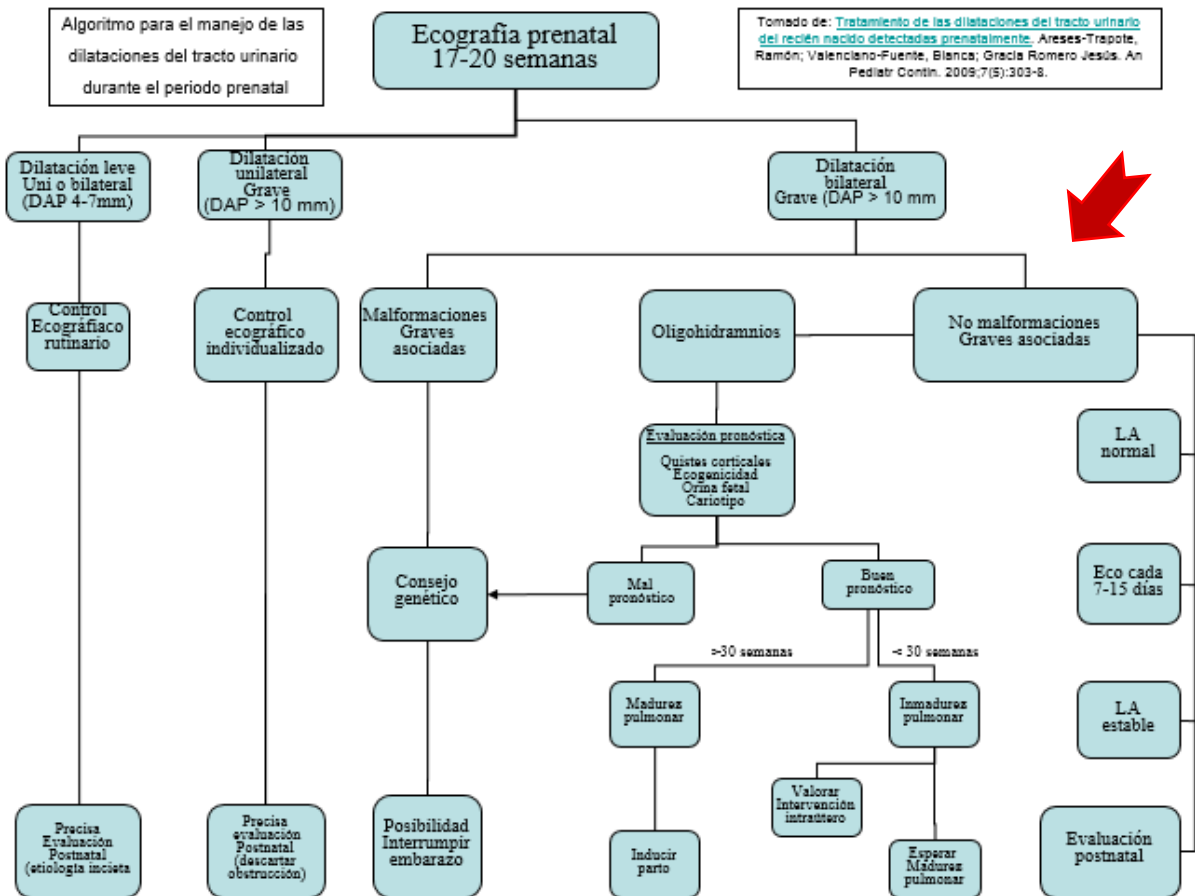 Algoritmo para el manejo de las
dilataciones del tracto urinario
durante el periodo prenatal
Ecografía prenatal
17-20 semanas
Tomado de: Tratamiento de las dilataciones del tracto urinario
del recién nacido detectadas prenatalmente. Areses-Trapote,
Ramón; Valenciano-Fuente, Blanca; Gracia Romero Jesús. An
Pediatr Contin. 2009;7(5):303-8.
Dilatación leve
Uni o bilateral
(DAP 4-7mm)
Dilatación
unilateral
Grave
(DAP > 10 mm)
Dilatación
bilateral
Grave (DAP > 10 mm
Control
Ecográfiaco
rutinario
Control
ecográfico
individualizado
Malformaciones
Graves
asociadas
Oligohidramnios
No malformaciones
Graves asociadas
Evaluación pronóstica
Quistes corticales
Ecogenicidad
Orina fetal
Cariotipo
LA
normal
Consejo
genético
Mal
pronóstico
Buen
pronóstico
Eco cada
7-15 días
>30 semanas
< 30 semanas
Madurez
pulmonar
Inmadurez
pulmonar
LA
estable
Valorar
Intervención
intraútero
Precisa
Evaluación
Postnatal
(etiología incieta
Precisa
evaluación
Postnatal
(descartar
obstrucción)
Posibilidad
Interrumpir
embarazo
Inducir
parto
Esperar
Madurez
pulmonar
Evaluación
postnatal